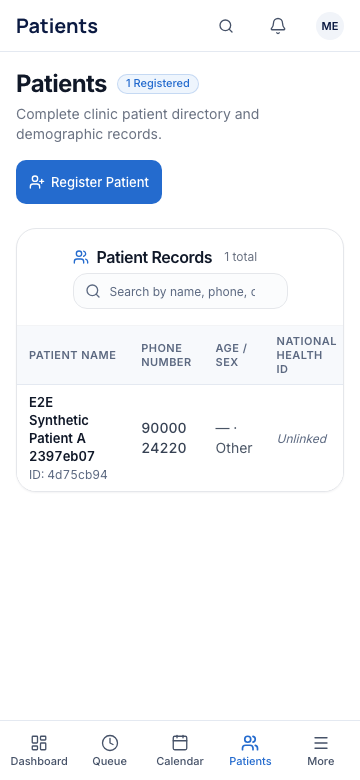 Patients
ME
Patients
1 Registered
Complete clinic patient directory and
demographic records.
Register Patient
Patient Records
1 total
Search by name, phone, c
PATIENT NAME
PHONE
NUMBER
AGE /
SEX
NATIONAL
HEALTH
ID
E2E
Synthetic
Patient A
2397eb07
ID: 4d75cb94
90000
24220
— ·
Other
Unlinked
Dashboard
Queue
Calendar
Patients
More